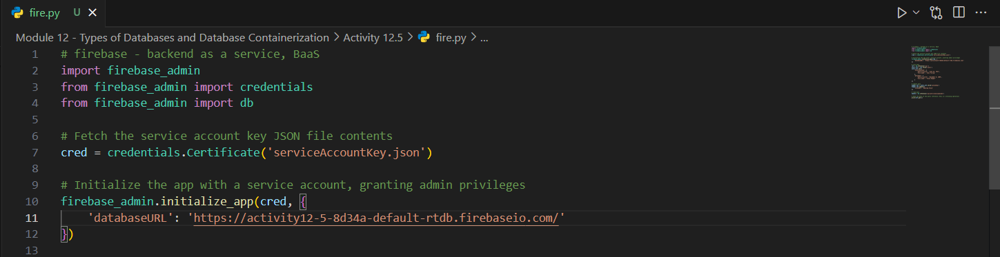 fire.py U
Module 12 - Types of Databases and Database Containerization > Activity 12.5 > fire.py > ...
1 # firebase - backend as a service, BaaS
2 import firebase_admin
3 from firebase_admin import credentials
4 from firebase_admin import db
5
6 # Fetch the service account key JSON file contents
7 cred = credentials.Certificate('serviceAccountKey.json')
8
9 # Initialize the app with a service account, granting admin privileges
10 firebase_admin.initialize_app(cred, {
11     'databaseURL': 'https://activity12-5-8d34a-default-rtdb.firebaseio.com/'
12 })
13